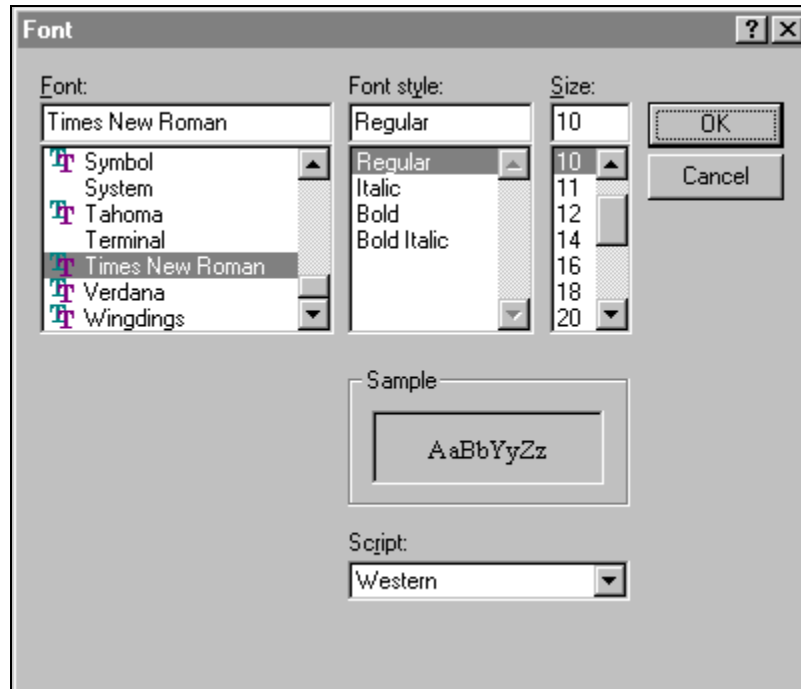 Font
Font:
Times New Roman
Symbol
System
Tahoma
Terminal
Times New Roman
Verdana
Wingdings
Font style:
Regular
Regular
Italic
Bold
Bold Italic
Size:
10
10
11
12
14
16
18
20
OK
Cancel
Sample
AaBbYyZz
Script:
Western